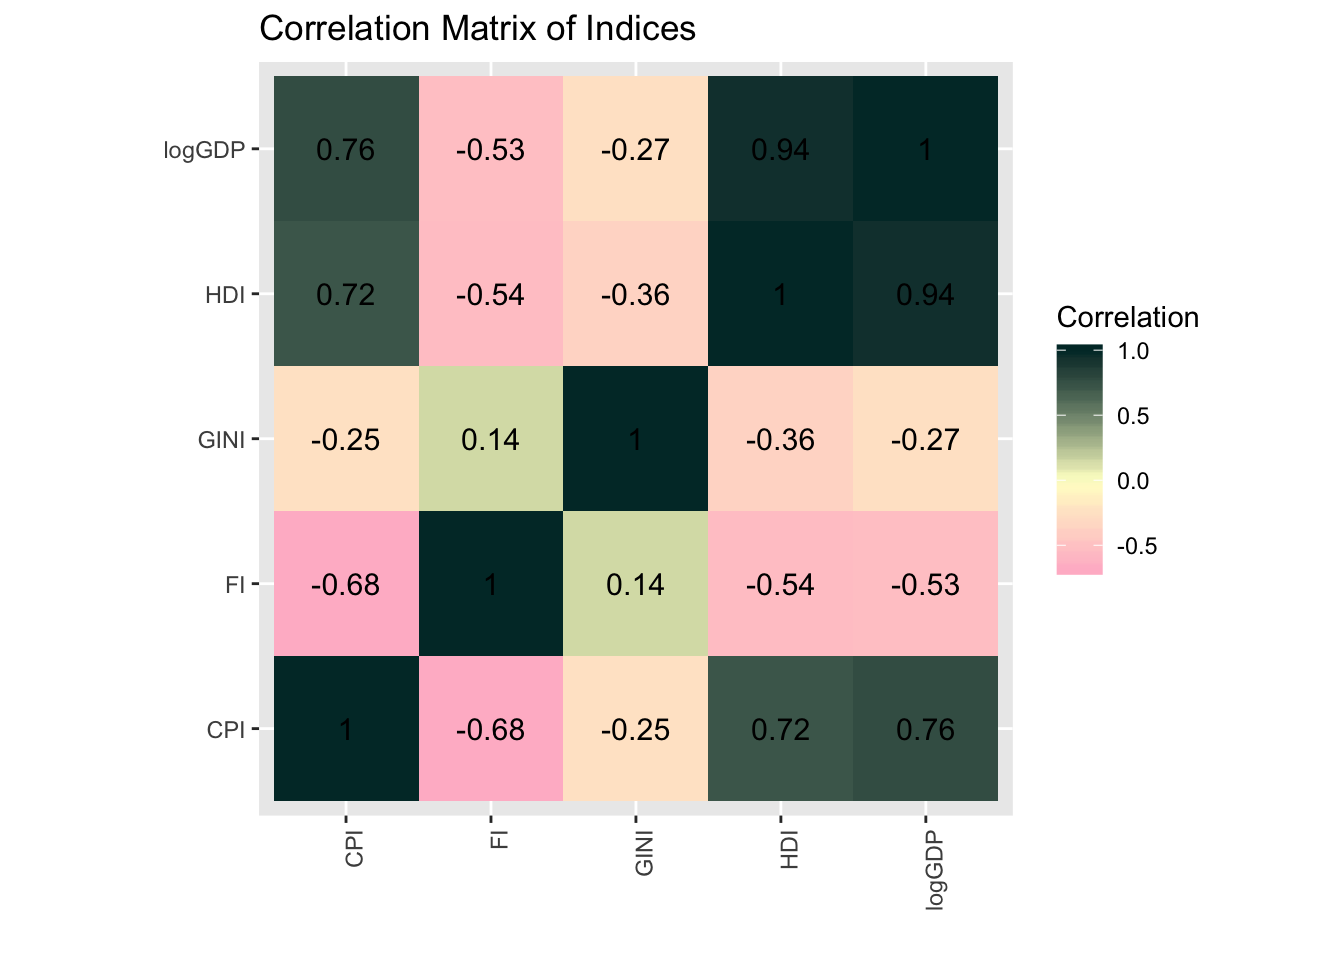 Correlation Matrix of Indices
logGDP 0.76 -0.53 -0.27 0.94 1
HDI 0.72 -0.54 -0.36 1 0.94
GINI -0.25 0.14 1 -0.36 -0.27
FI -0.68 1 0.14 -0.54 -0.53
CPI 1 -0.68 -0.25 0.72 0.76
CPI FI GINI HDI logGDP
Correlation
1.0
0.5
0.0
-0.5